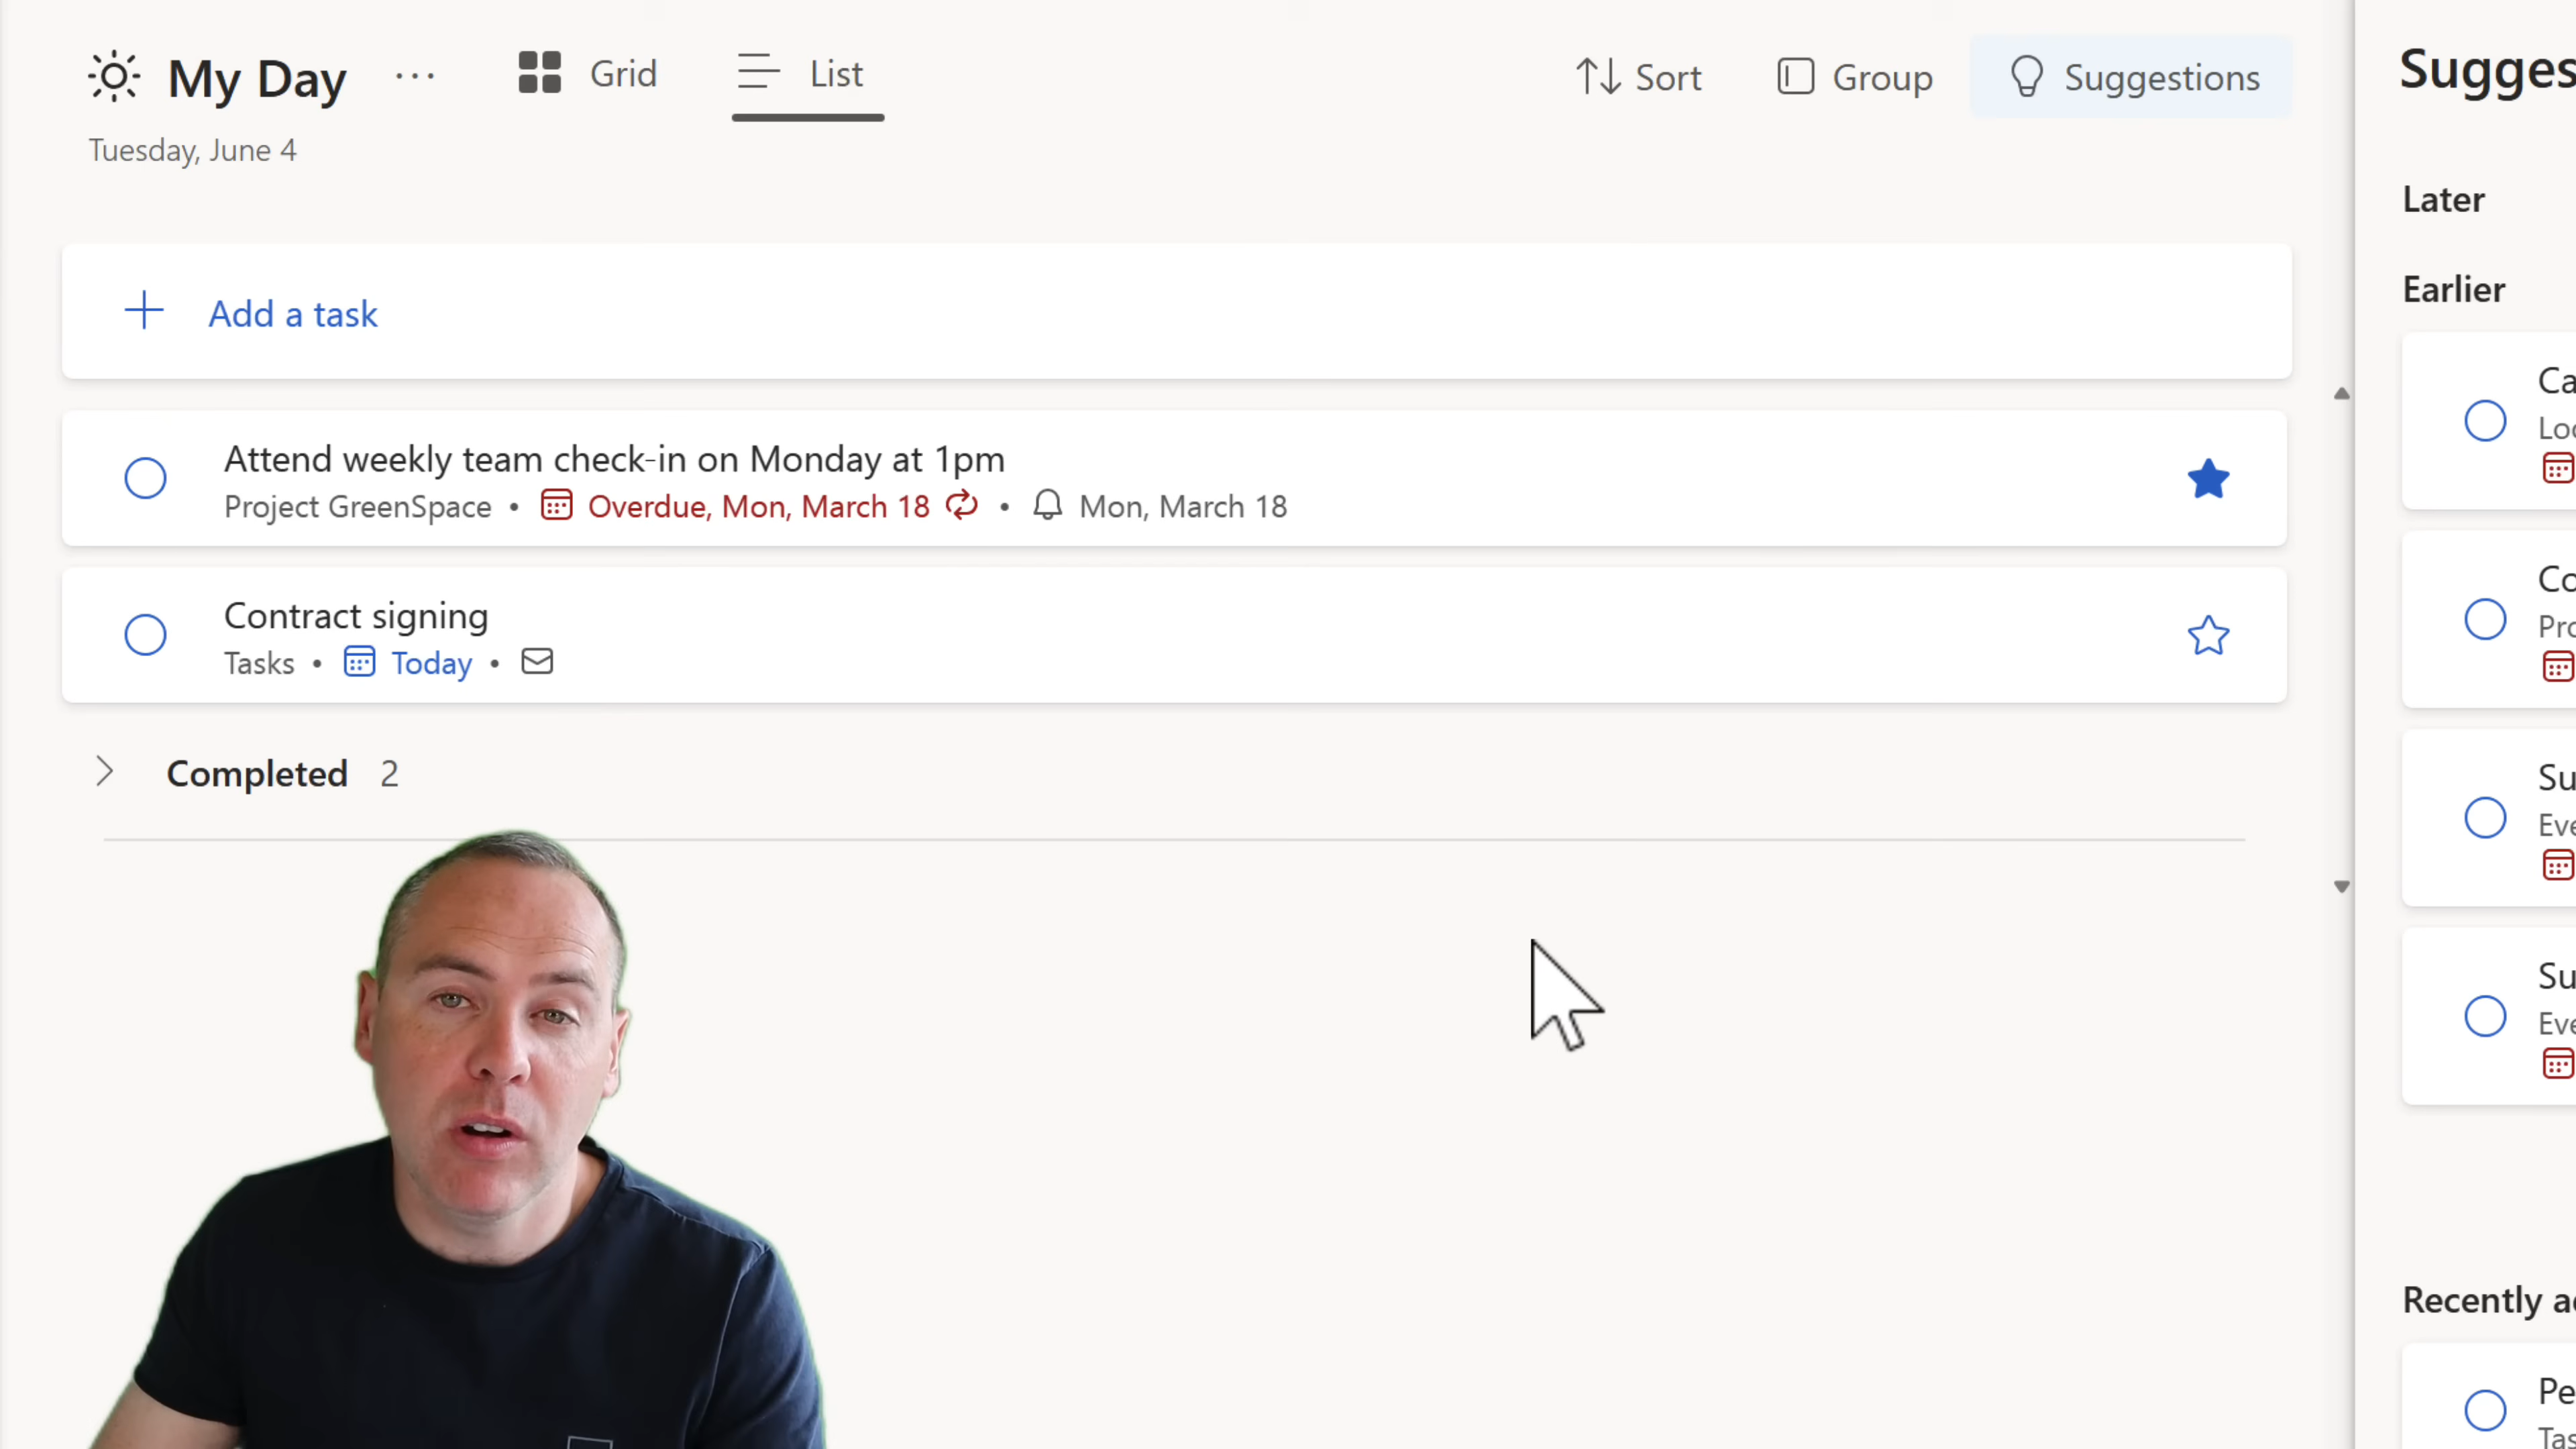 My Day
Grid
List
Sort
Group
Suggestions
Tuesday, June 4
Add a task
Attend weekly team check-in on Monday at 1pm
Project GreenSpace • Overdue, Mon, March 18 • Mon, March 18
Contract signing
Tasks • Today •
Completed 2
Later
Earlier